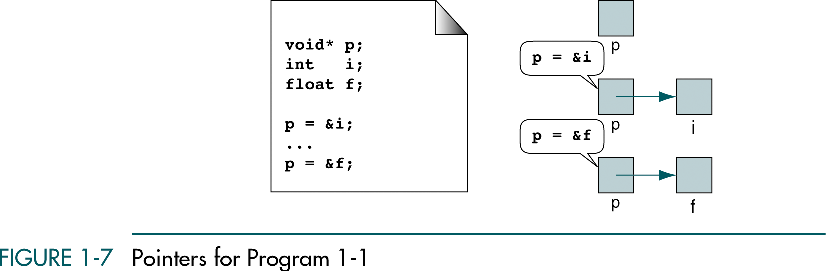 void* p;
int   i;
float f;
p = &i;
...
p = &f;
p
p = &i
p
i
p = &f
p
f
FIGURE 1-7 Pointers for Program 1-1